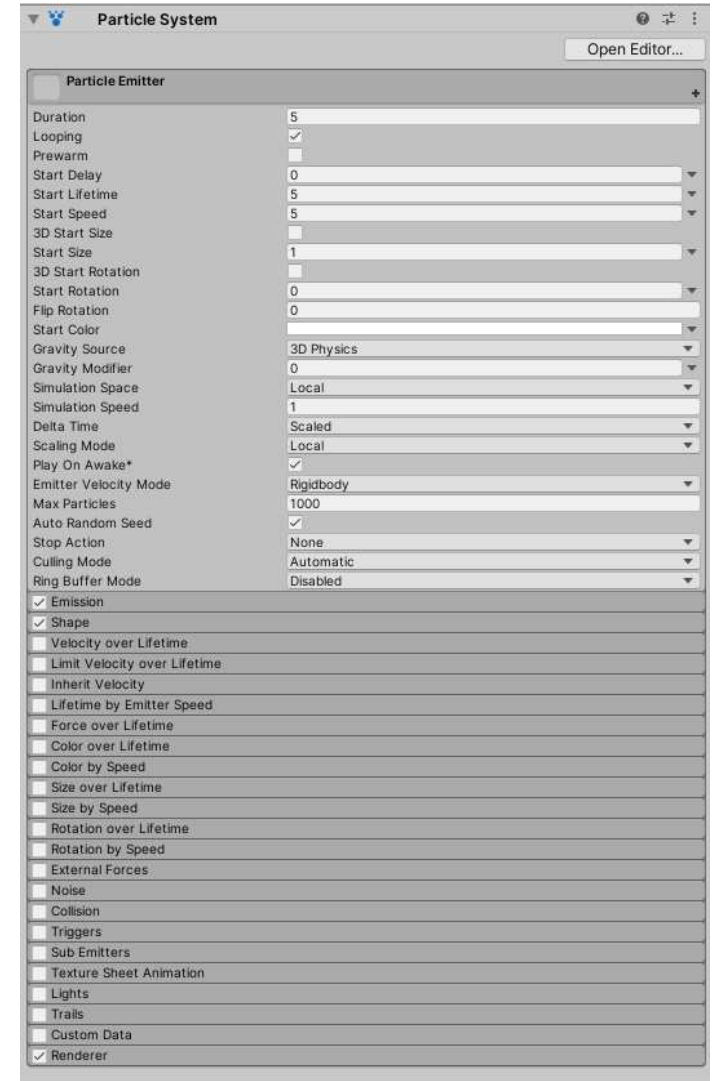 Particle System
Open Editor...
Particle Emitter
Duration 5
Looping
Prewarm
Start Delay 0
Start Lifetime 5
Start Speed 5
3D Start Size
Start Size 1
3D Start Rotation
Start Rotation 0
Flip Rotation 0
Start Color
Gravity Source 3D Physics
Gravity Modifier 0
Simulation Space Local
Simulation Speed 1
Delta Time Scaled
Scaling Mode Local
Play On Awake*
Emitter Velocity Mode Rigidbody
Max Particles 1000
Auto Random Seed
Stop Action None
Culling Mode Automatic
Ring Buffer Mode Disabled
Emission
Shape
Velocity over Lifetime
Limit Velocity over Lifetime
Inherit Velocity
Lifetime by Emitter Speed
Force over Lifetime
Color over Lifetime
Color by Speed
Size over Lifetime
Size by Speed
Rotation over Lifetime
Rotation by Speed
External Forces
Noise
Collision
Triggers
Sub Emitters
Texture Sheet Animation
Lights
Trails
Custom Data
Renderer